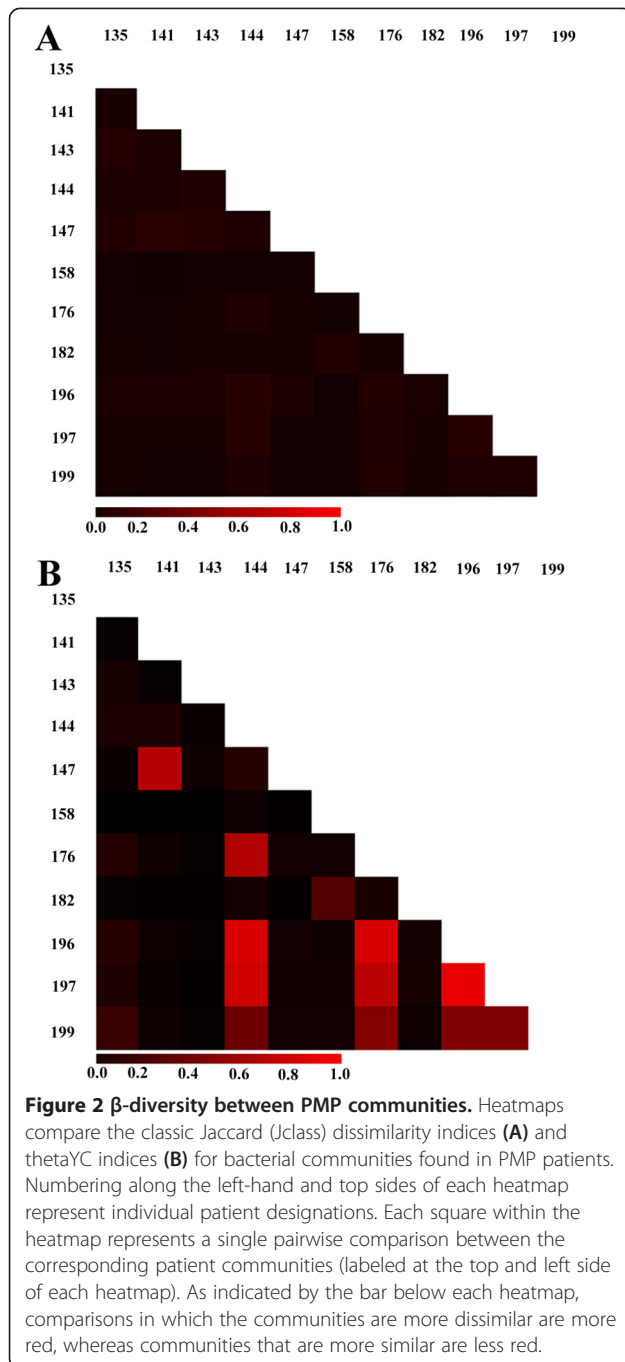 A
135 141 143 144 147 158 176 182 196 197 199
135
141
143
144
147
158
176
182
196
197
199
0.0 0.2 0.4 0.6 0.8 1.0
B
135 141 143 144 147 158 176 182 196 197 199
135
141
143
144
147
158
176
182
196
197
199
0.0 0.2 0.4 0.6 0.8 1.0
Figure 2 β-diversity between PMP communities. Heatmaps
compare the classic Jaccard (Jclass) dissimilarity indices (A) and
thetaYC indices (B) for bacterial communities found in PMP patients.
Numbering along the left-hand and top sides of each heatmap
represent individual patient designations. Each square within the
heatmap represents a single pairwise comparison between the
corresponding patient communities (labeled at the top and left side
of each heatmap). As indicated by the bar below each heatmap,
comparisons in which the communities are more dissimilar are more
red, whereas communities that are more similar are less red.